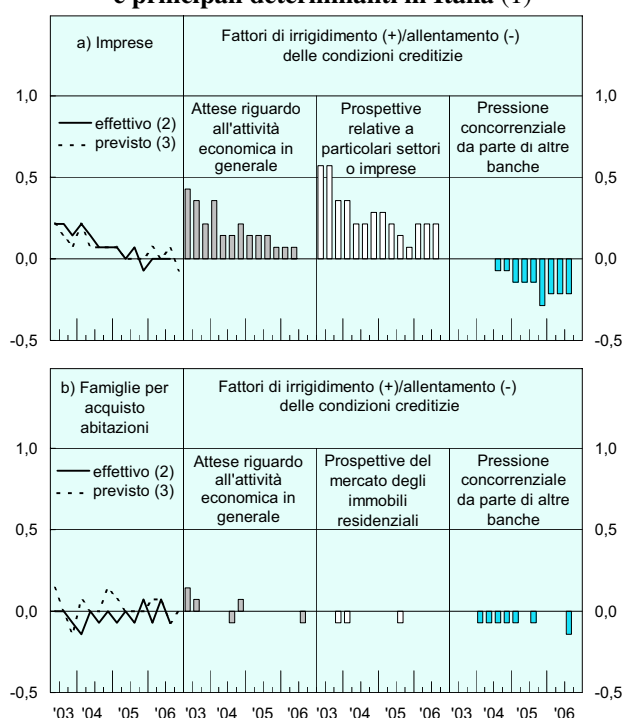 e principali determinanti in Italia (1)
a) Imprese
Fattori di irrigidimento (+)/allentamento (-)
delle condizioni creditizie
1,0
1,0
effettivo (2)
previsto (3)
Attese riguardo
all'attività
economica in
generale
Prospettive
relative a
particolari settori
o imprese
Pressione
concorrenziale
da parte di altre
banche
0,5
0,5
0,0
0,0
-0,5
-0,5
b) Famiglie per
acquisto
abitazioni
Fattori di irrigidimento (+)/allentamento (-)
delle condizioni creditizie
1,0
1,0
effettivo (2)
previsto (3)
Attese riguardo
all'attività
economica in
generale
Prospettive del
mercato degli
immobili
residenziali
Pressione
concorrenziale
da parte di altre
banche
0,5
0,5
0,0
0,0
-0,5
-0,5
'03 '04 '05 '06 '03 '04 '05 '06 '03 '04 '05 '06 '03 '04 '05 '06